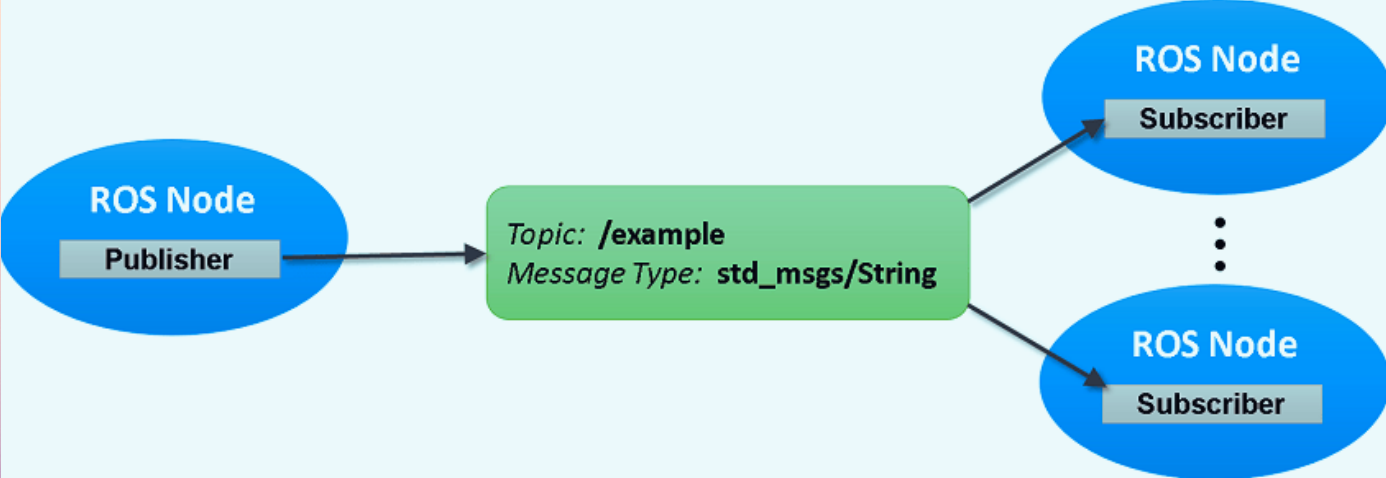 ROS Node
Publisher
Topic: /example
Message Type: std_msgs/String
ROS Node
Subscriber
ROS Node
Subscriber